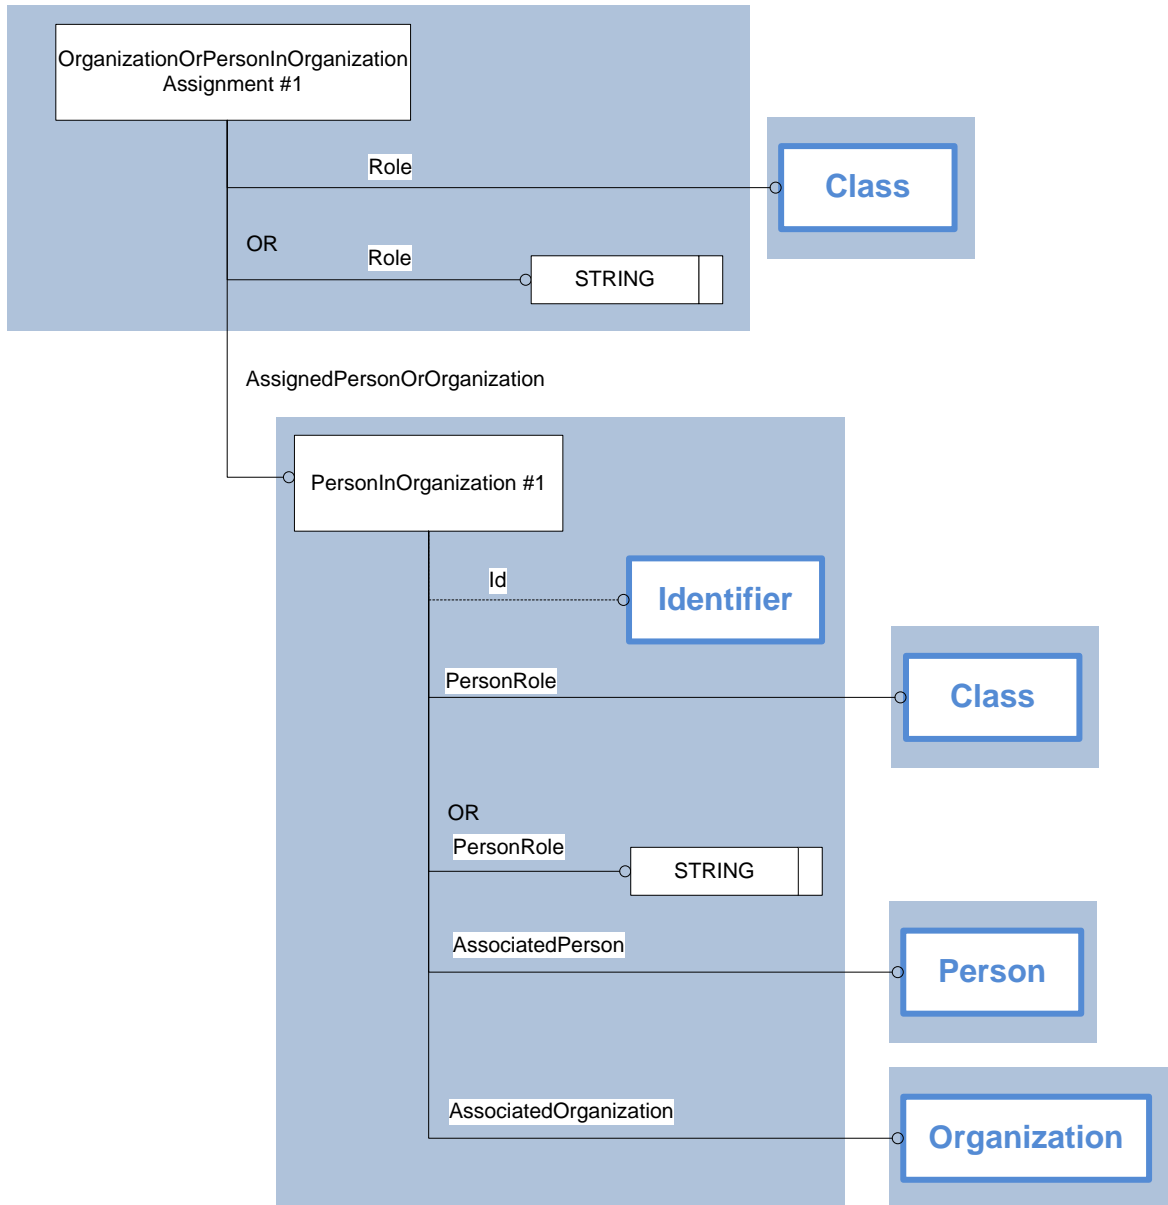 OrganizationOrPersonInOrganization
Assignment #1
Role
Class
OR
Role
STRING
AssignedPersonOrOrganization
PersonInOrganization #1
Id
Identifier
PersonRole
Class
OR
PersonRole
STRING
AssociatedPerson
Person
AssociatedOrganization
Organization